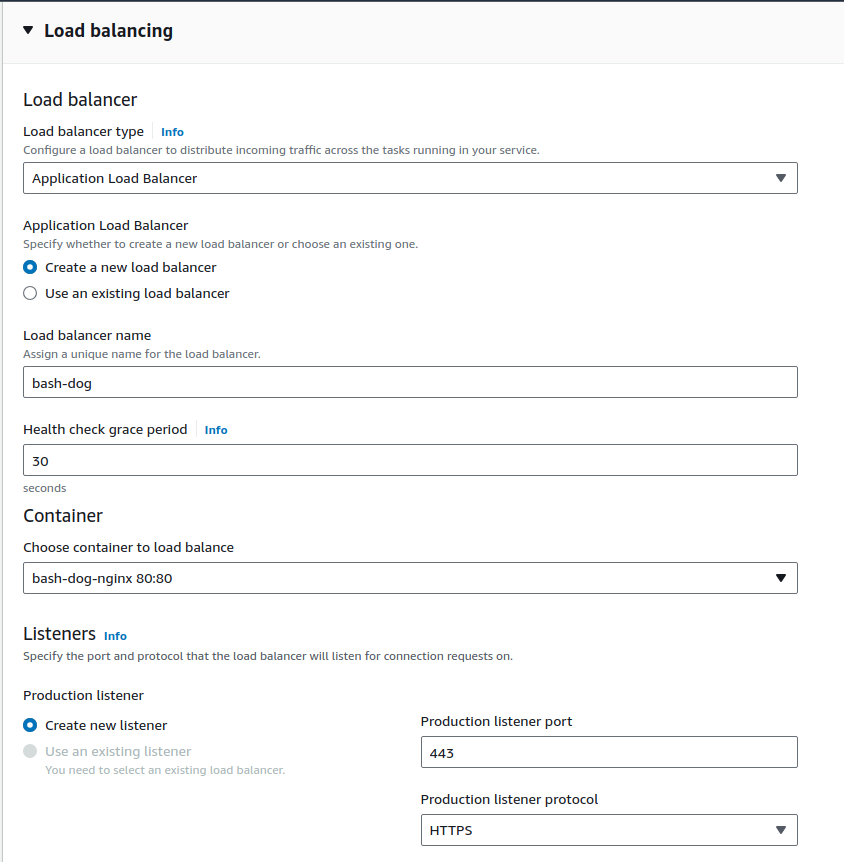 Load balancing
Load balancer
Load balancer type Info
Configure a load balancer to distribute incoming traffic across the tasks running in your service.
Application Load Balancer
Application Load Balancer
Specify whether to create a new load balancer or choose an existing one.
Create a new load balancer
Use an existing load balancer
Load balancer name
Assign a unique name for the load balancer.
bash-dog
Health check grace period Info
30
seconds
Container
Choose container to load balance
bash-dog-nginx 80:80
Listeners Info
Specify the port and protocol that the load balancer will listen for connection requests on.
Production listener
Create new listener
Use an existing listener
You need to select an existing load balancer.
Production listener port
443
Production listener protocol
HTTPS